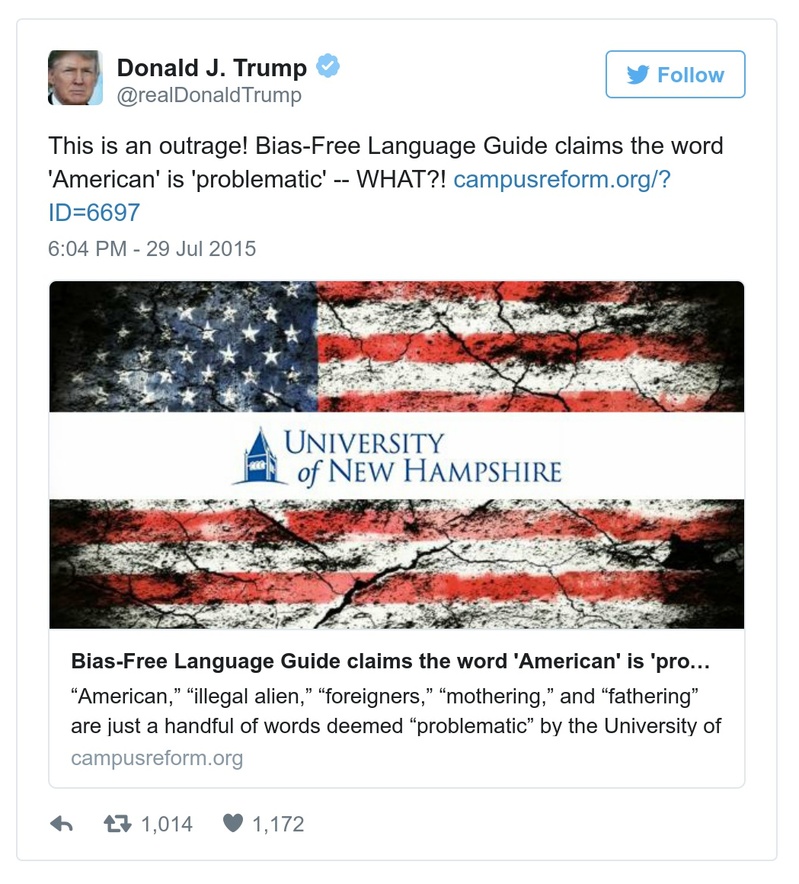 Donald J. Trump
@realDonaldTrump
Follow
This is an outrage! Bias-Free Language Guide claims the word
'American' is 'problematic' -- WHAT?! campusreform.org/?
ID=6697
6:04 PM - 29 Jul 2015
UNIVERSITY
of NEW HAMPSHIRE
Bias-Free Language Guide claims the word 'American' is 'pro…
“American,” “illegal alien,” “foreigners,” “mothering,” and “fathering”
are just a handful of words deemed “problematic” by the University of
campusreform.org
1,014 1,172